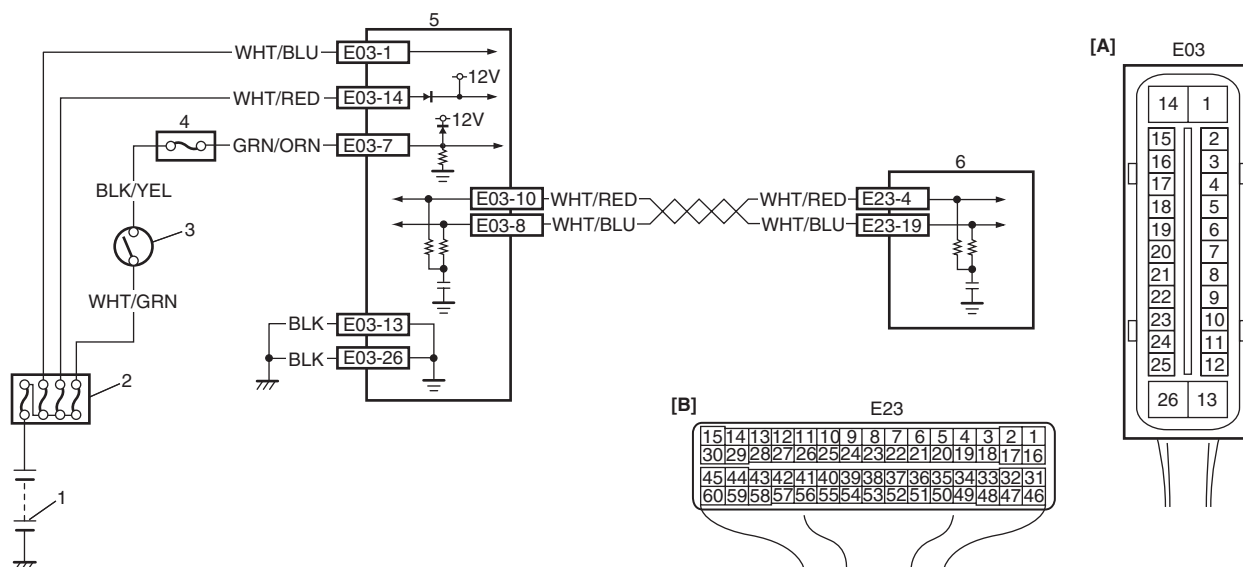 5
WHT/BLU E03-1
WHT/RED E03-14 12V
12V
4
GRN/ORN E03-7
BLK/YEL
3
WHT/GRN
E03-10 WHT/RED WHT/RED E23-4
E03-8 WHT/BLU WHT/BLU E23-19
6
BLK E03-13
BLK E03-26
2
1
[A] E03
14 1
15 2
16 3
17 4
18 5
19 6
20 7
21 8
22 9
23 10
24 11
25 12
26 13
[B] E23
15 14 13 12 11 10 9 8 7 6 5 4 3 2 1
30 29 28 27 26 25 24 23 22 21 20 19 18 17 16
45 44 43 42 41 40 39 38 37 36 35 34 33 32 31
60 59 58 57 56 55 54 53 52 51 50 49 48 47 46